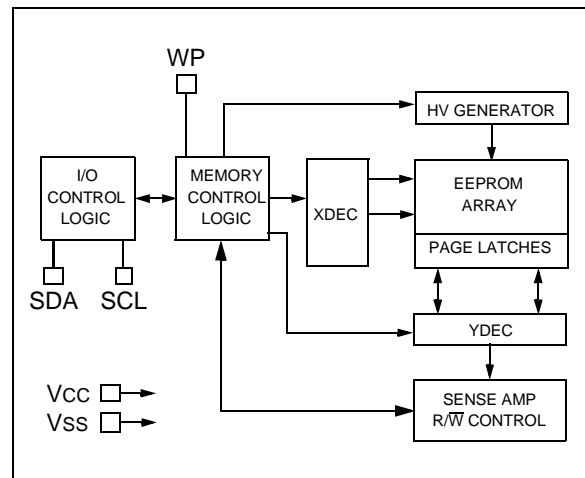 WP
HV GENERATOR
I/O
CONTROL
LOGIC
MEMORY
CONTROL
LOGIC
XDEC
EEPROM
ARRAY
PAGE LATCHES
SDA
SCL
YDEC
VCC
VSS
SENSE AMP
R/W̅ CONTROL